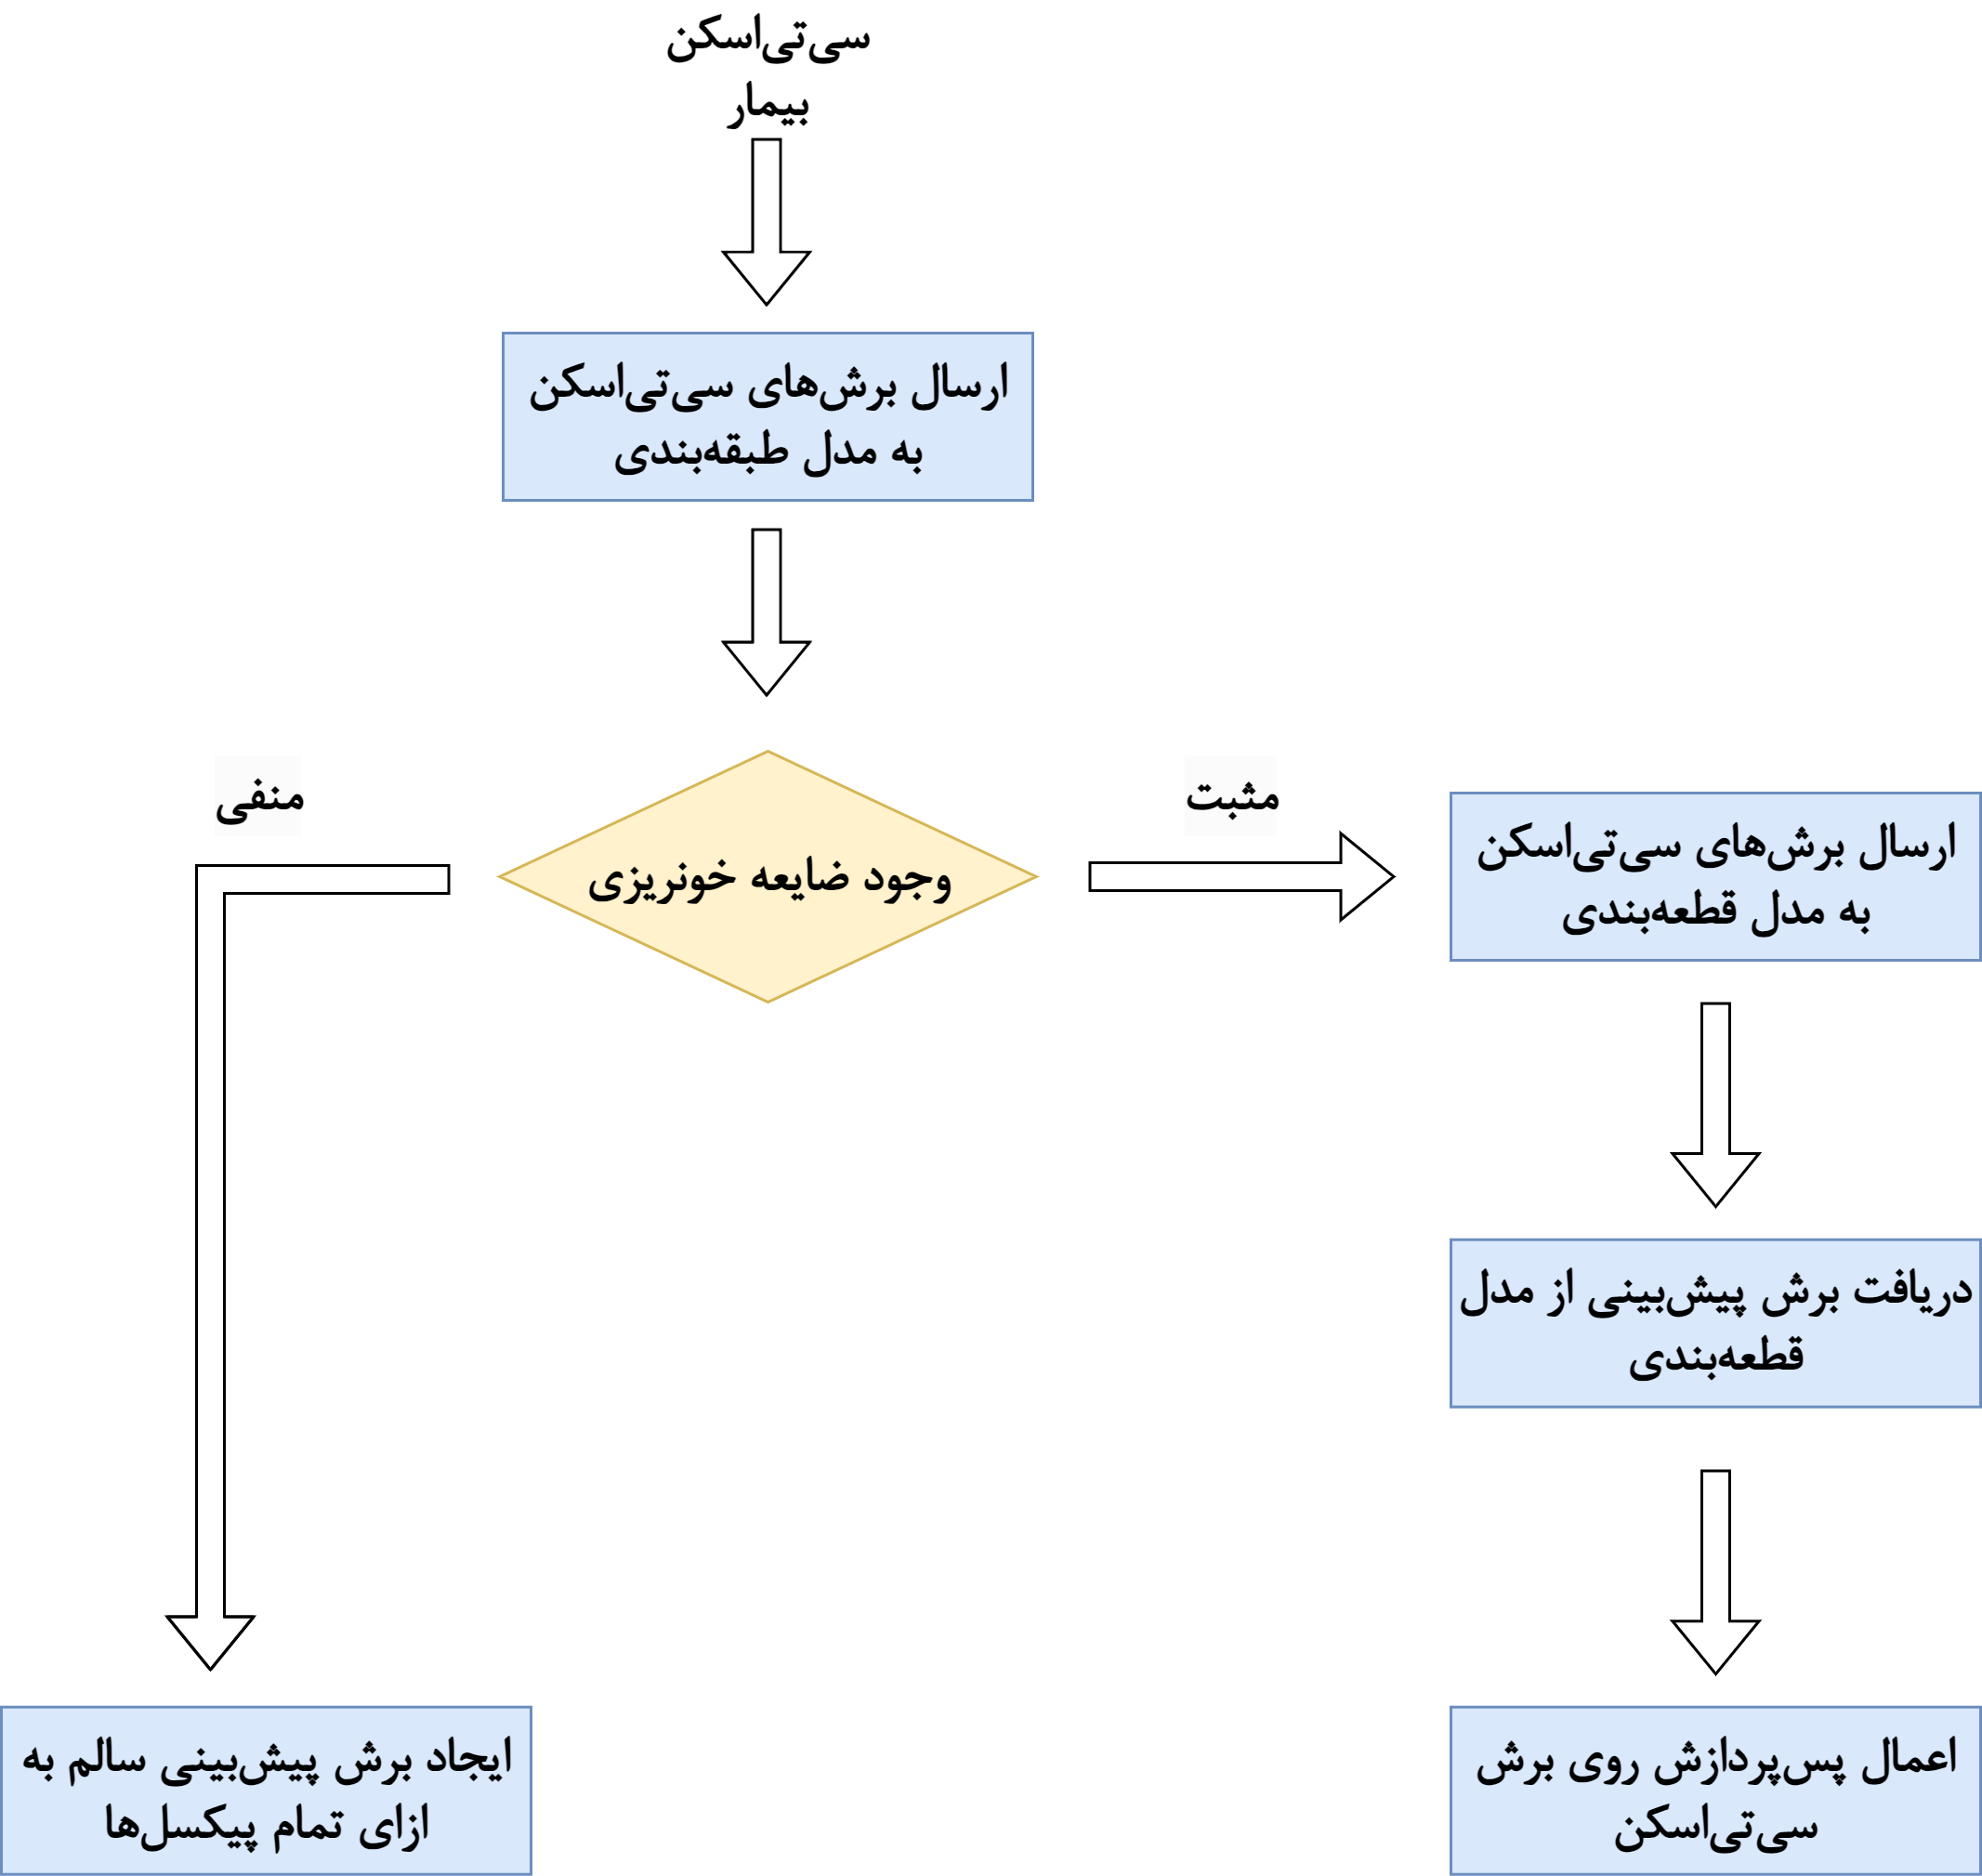 سی‌تی‌اسکن
بیمار
ارسال برش‌های سی‌تی‌اسکن
به مدل طبقه‌بندی
وجود ضایعه خونریزی
مثبت
منفی
ارسال برش‌های سی‌تی‌اسکن
به مدل قطعه‌بندی
دریافت برش پیش‌بینی از مدل
قطعه‌بندی
اعمال پس‌پردازش روی برش
سی‌تی‌اسکن
ایجاد برش پیش‌بینی سالم به
ازای تمام پیکسل‌ها